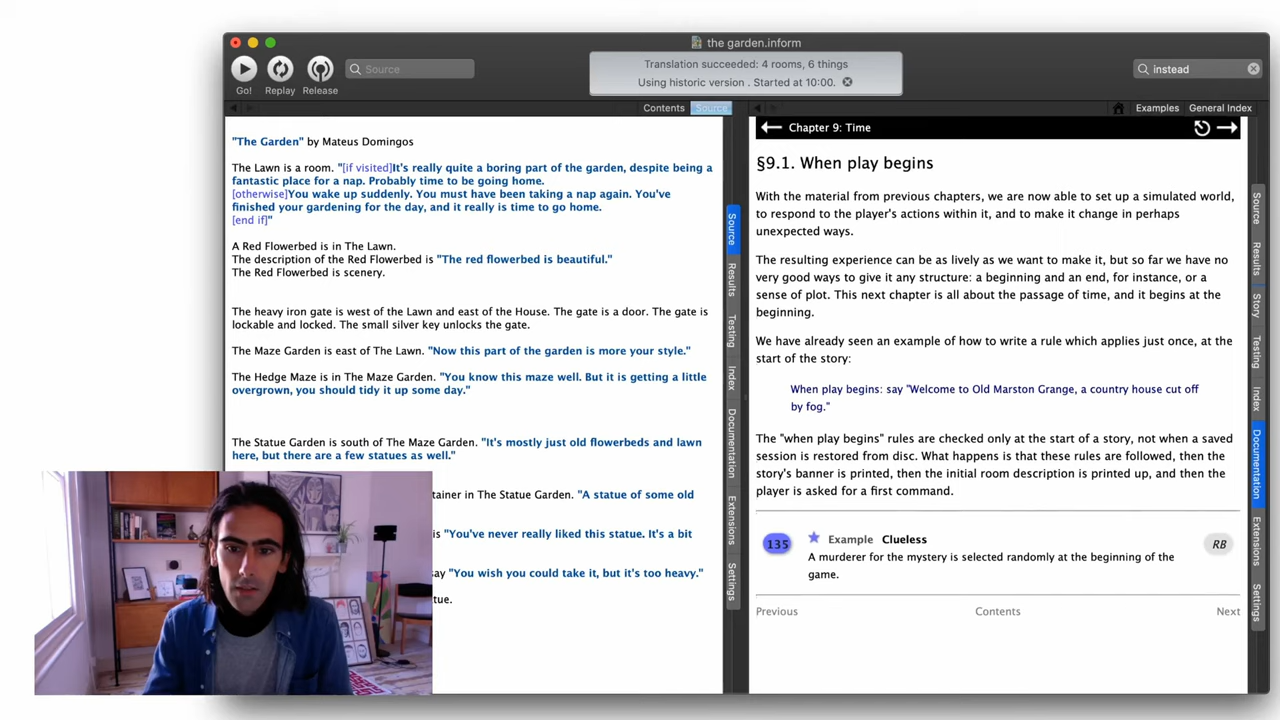 the garden.inform
Translation succeeded: 4 rooms, 6 things
Using historic version . Started at 10:00.
Go!
Replay
Release
Source
instead
Contents
Source
Examples
General Index
"The Garden" by Mateus Domingos
The Lawn is a room. "[if visited]It's really quite a boring part of the garden, despite being a
fantastic place for a nap. Probably time to be going home.
[otherwise]You wake up suddenly. You must have been taking a nap again. You've
finished your gardening for the day, and it really is time to go home.
[end if]"
A Red Flowerbed is in The Lawn.
The description of the Red Flowerbed is "The red flowerbed is beautiful."
The Red Flowerbed is scenery.
The heavy iron gate is west of the Lawn and east of the House. The gate is a door. The gate is
lockable and locked. The small silver key unlocks the gate.
The Maze Garden is east of The Lawn. "Now this part of the garden is more your style."
The Hedge Maze is in The Maze Garden. "You know this maze well. But it is getting a little
overgrown, you should tidy it up some day."
The Statue Garden is south of The Maze Garden. "It's mostly just old flowerbeds and lawn
here, but there are a few statues as well."
tainer in The Statue Garden. "A statue of some old
is "You've never really liked this statue. It's a bit
say "You wish you could take it, but it's too heavy."
tue.
Source
Results
Testing
Index
Documentation
Extensions
Settings
Chapter 9: Time
§9.1. When play begins
With the material from previous chapters, we are now able to set up a simulated world,
to respond to the player's actions within it, and to make it change in perhaps
unexpected ways.
The resulting experience can be as lively as we want to make it, but so far we have no
very good ways to give it any structure: a beginning and an end, for instance, or a
sense of plot. This next chapter is all about the passage of time, and it begins at the
beginning.
We have already seen an example of how to write a rule which applies just once, at the
start of the story:
When play begins: say "Welcome to Old Marston Grange, a country house cut off
by fog."
The "when play begins" rules are checked only at the start of a story, not when a saved
session is restored from disc. What happens is that these rules are followed, then the
story's banner is printed, then the initial room description is printed up, and then the
player is asked for a first command.
135
Example Clueless
RB
A murderer for the mystery is selected randomly at the beginning of the
game.
Previous
Contents
Next
Source
Results
Story
Testing
Index
Documentation
Extensions
Settings